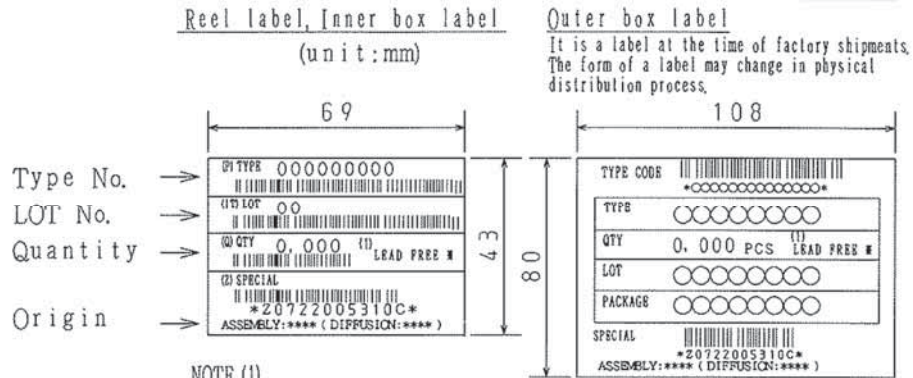 Reel label, Inner box label
(unit:mm)
Outer box label
It is a label at the time of factory shipments.
The form of a label may change in physical
distribution process.
69
108
Type No.
LOT No.
Quantity
Origin
(P) TYPE 000000000
(1T) LOT 00
(Q) QTY 0,000 (1) LEAD FREE #
(Z) SPECIAL
*Z0722005310C*
ASSEMBLY:**** (DIFFUSION:****)
43
80
TYPE CODE
*○○○○○○○○○○○○○○*
TYPE ○○○○○○○○
QTY 0,000 PCS (1) LEAD FREE #
LOT ○○○○○○○○
PACKAGE ○○○○○○○○
SPECIAL
*Z0722005310C*
ASSEMBLY:**** (DIFFUSION:****)
NOTE (1)